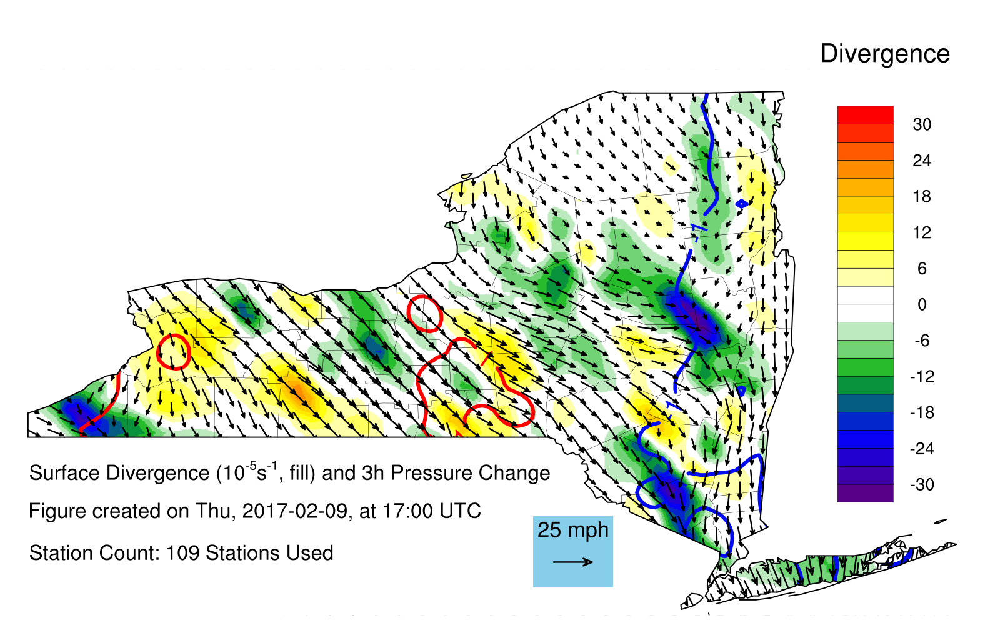 Divergence
30
24
18
12
6
0
-6
-12
-18
-24
-30
1
1
Surface Divergence (10-5s-1, fill) and 3h Pressure Change
Figure created on Thu, 2017-02-09, at 17:00 UTC
Station Count: 109 Stations Used
25 mph